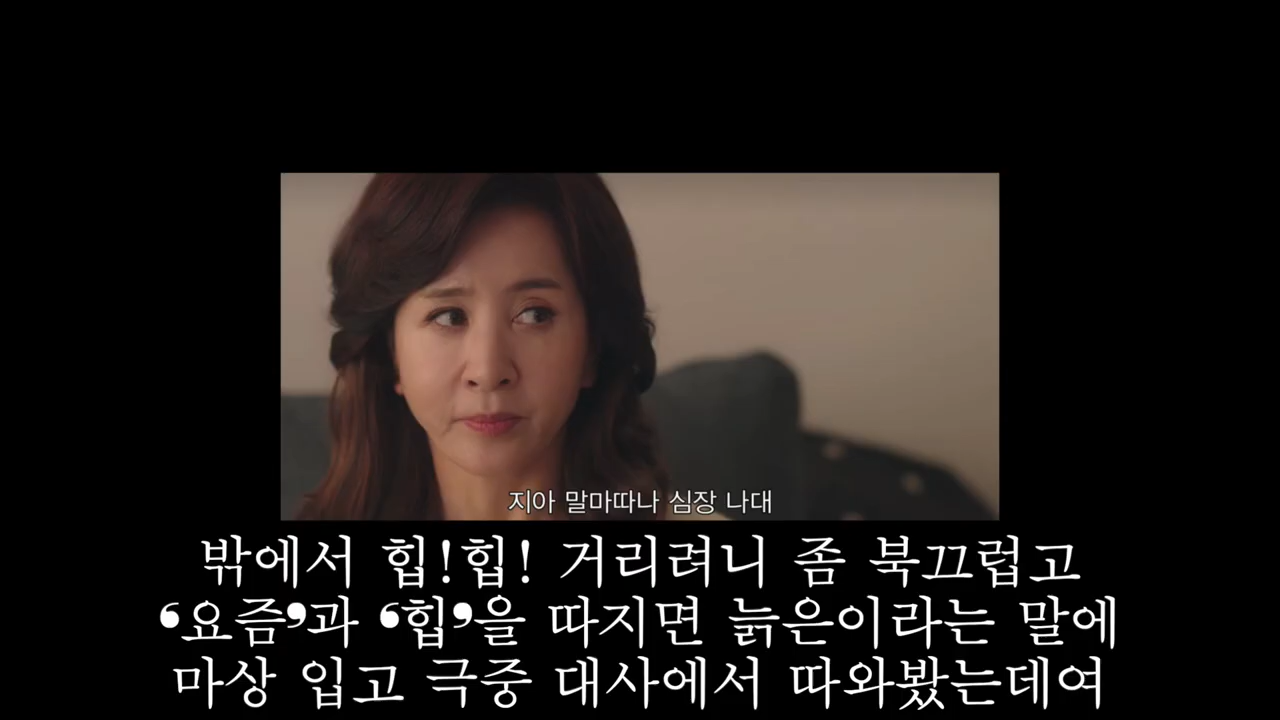 지아 말마따나 심장 나대
밖에서 힙!힙! 거리려니 좀 북끄럽고
‘요즘’과 ‘힙’을 따지면 늙은이라는 말에
마상 입고 극중 대사에서 따와봤는데여